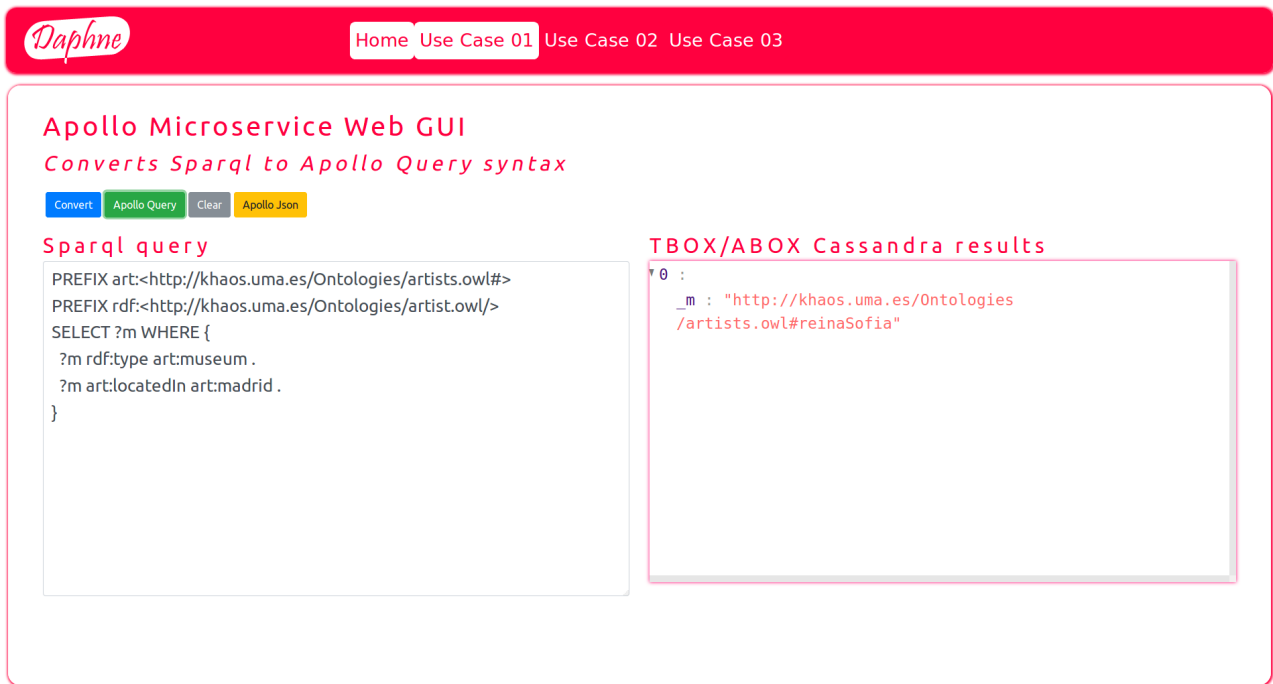 Daphne
Home Use Case 01 Use Case 02 Use Case 03
Apollo Microservice Web GUI
Converts Sparql to Apollo Query syntax
Convert Apollo Query Clear Apollo Json
Sparql query
PREFIX art:<http://khaos.uma.es/Ontologies/artists.owl#>
PREFIX rdf:<http://khaos.uma.es/Ontologies/artist.owl/>
SELECT ?m WHERE {
?m rdf:type art:museum .
?m art:locatedIn art:madrid .
}
TBOX/ABOX Cassandra results
0 :
_m : "http://khaos.uma.es/Ontologies
/artists.owl#reinaSofia"